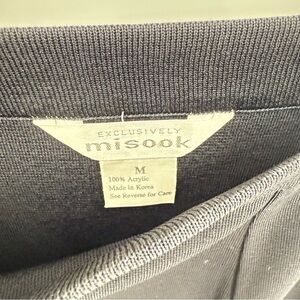 EXCLUSIVELY
misook
M
100% Acrylic
Made in Korea
See Reverse for Care